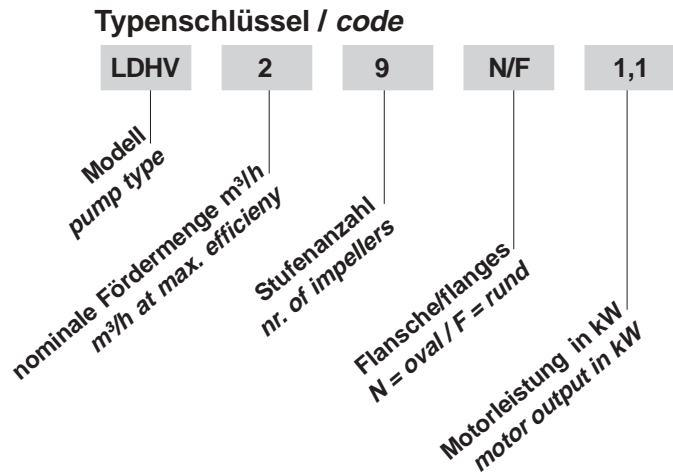 Typenschlüssel / code
LDHV 2 9 N/F 1,1
Modell
pump type
nominale Fördermenge m³/h
m³/h at max. efficieny
Stufenanzahl
nr. of impellers
Flansche/flanges
N = oval / F = rund
Motorleistung in kW
motor output in kW